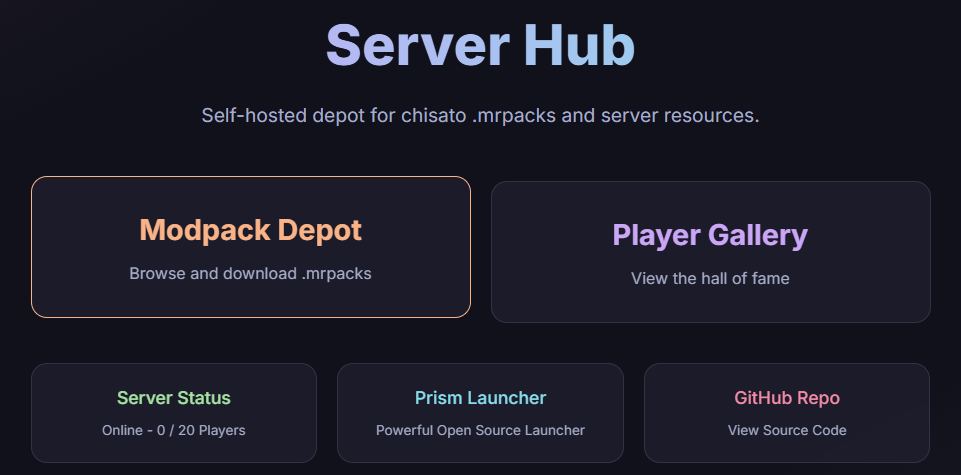 Server Hub
Self-hosted depot for chisato .mrpacks and server resources.
Modpack Depot
Browse and download .mrpacks
Player Gallery
View the hall of fame
Server Status
Online - 0 / 20 Players
Prism Launcher
Powerful Open Source Launcher
GitHub Repo
View Source Code